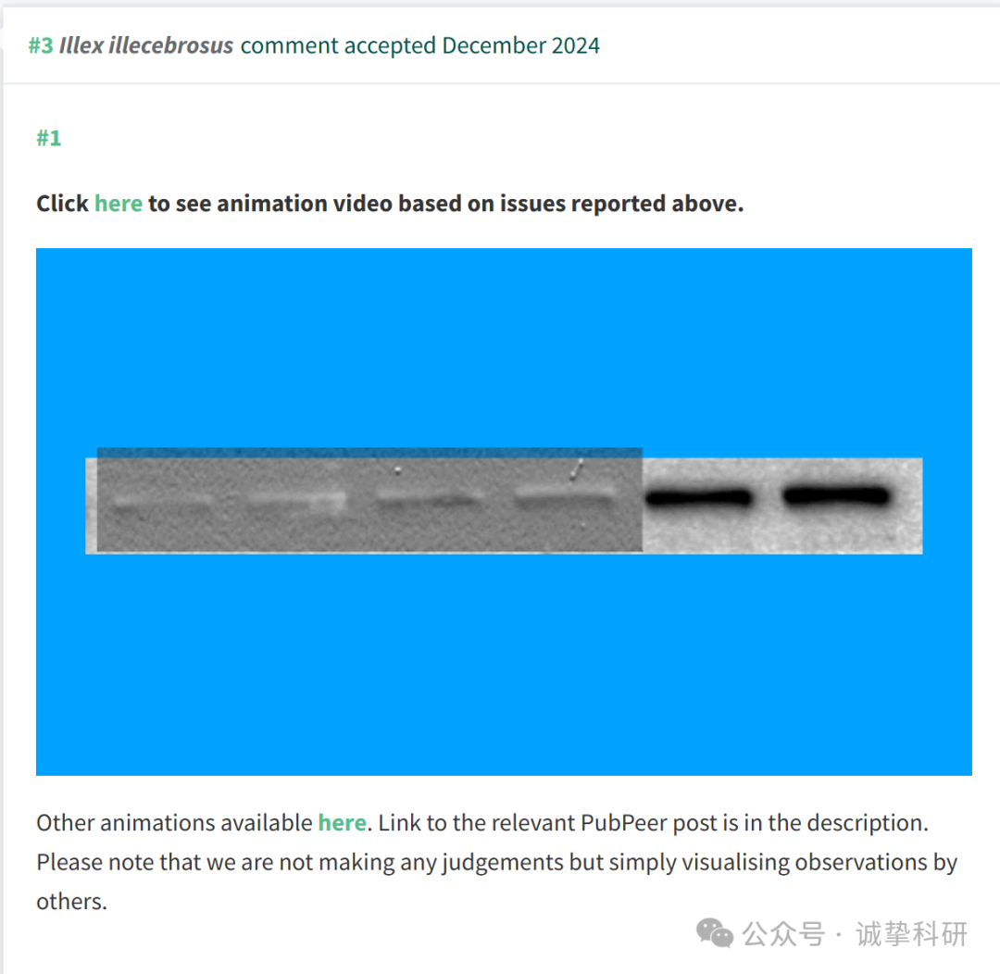 #3 Illex illecebrosus comment accepted December 2024
#1
Click here to see animation video based on issues reported above.
Other animations available here. Link to the relevant PubPeer post is in the description.
Please note that we are not making any judgements but simply visualising observations by
others.
公众号 · 诚挚科研